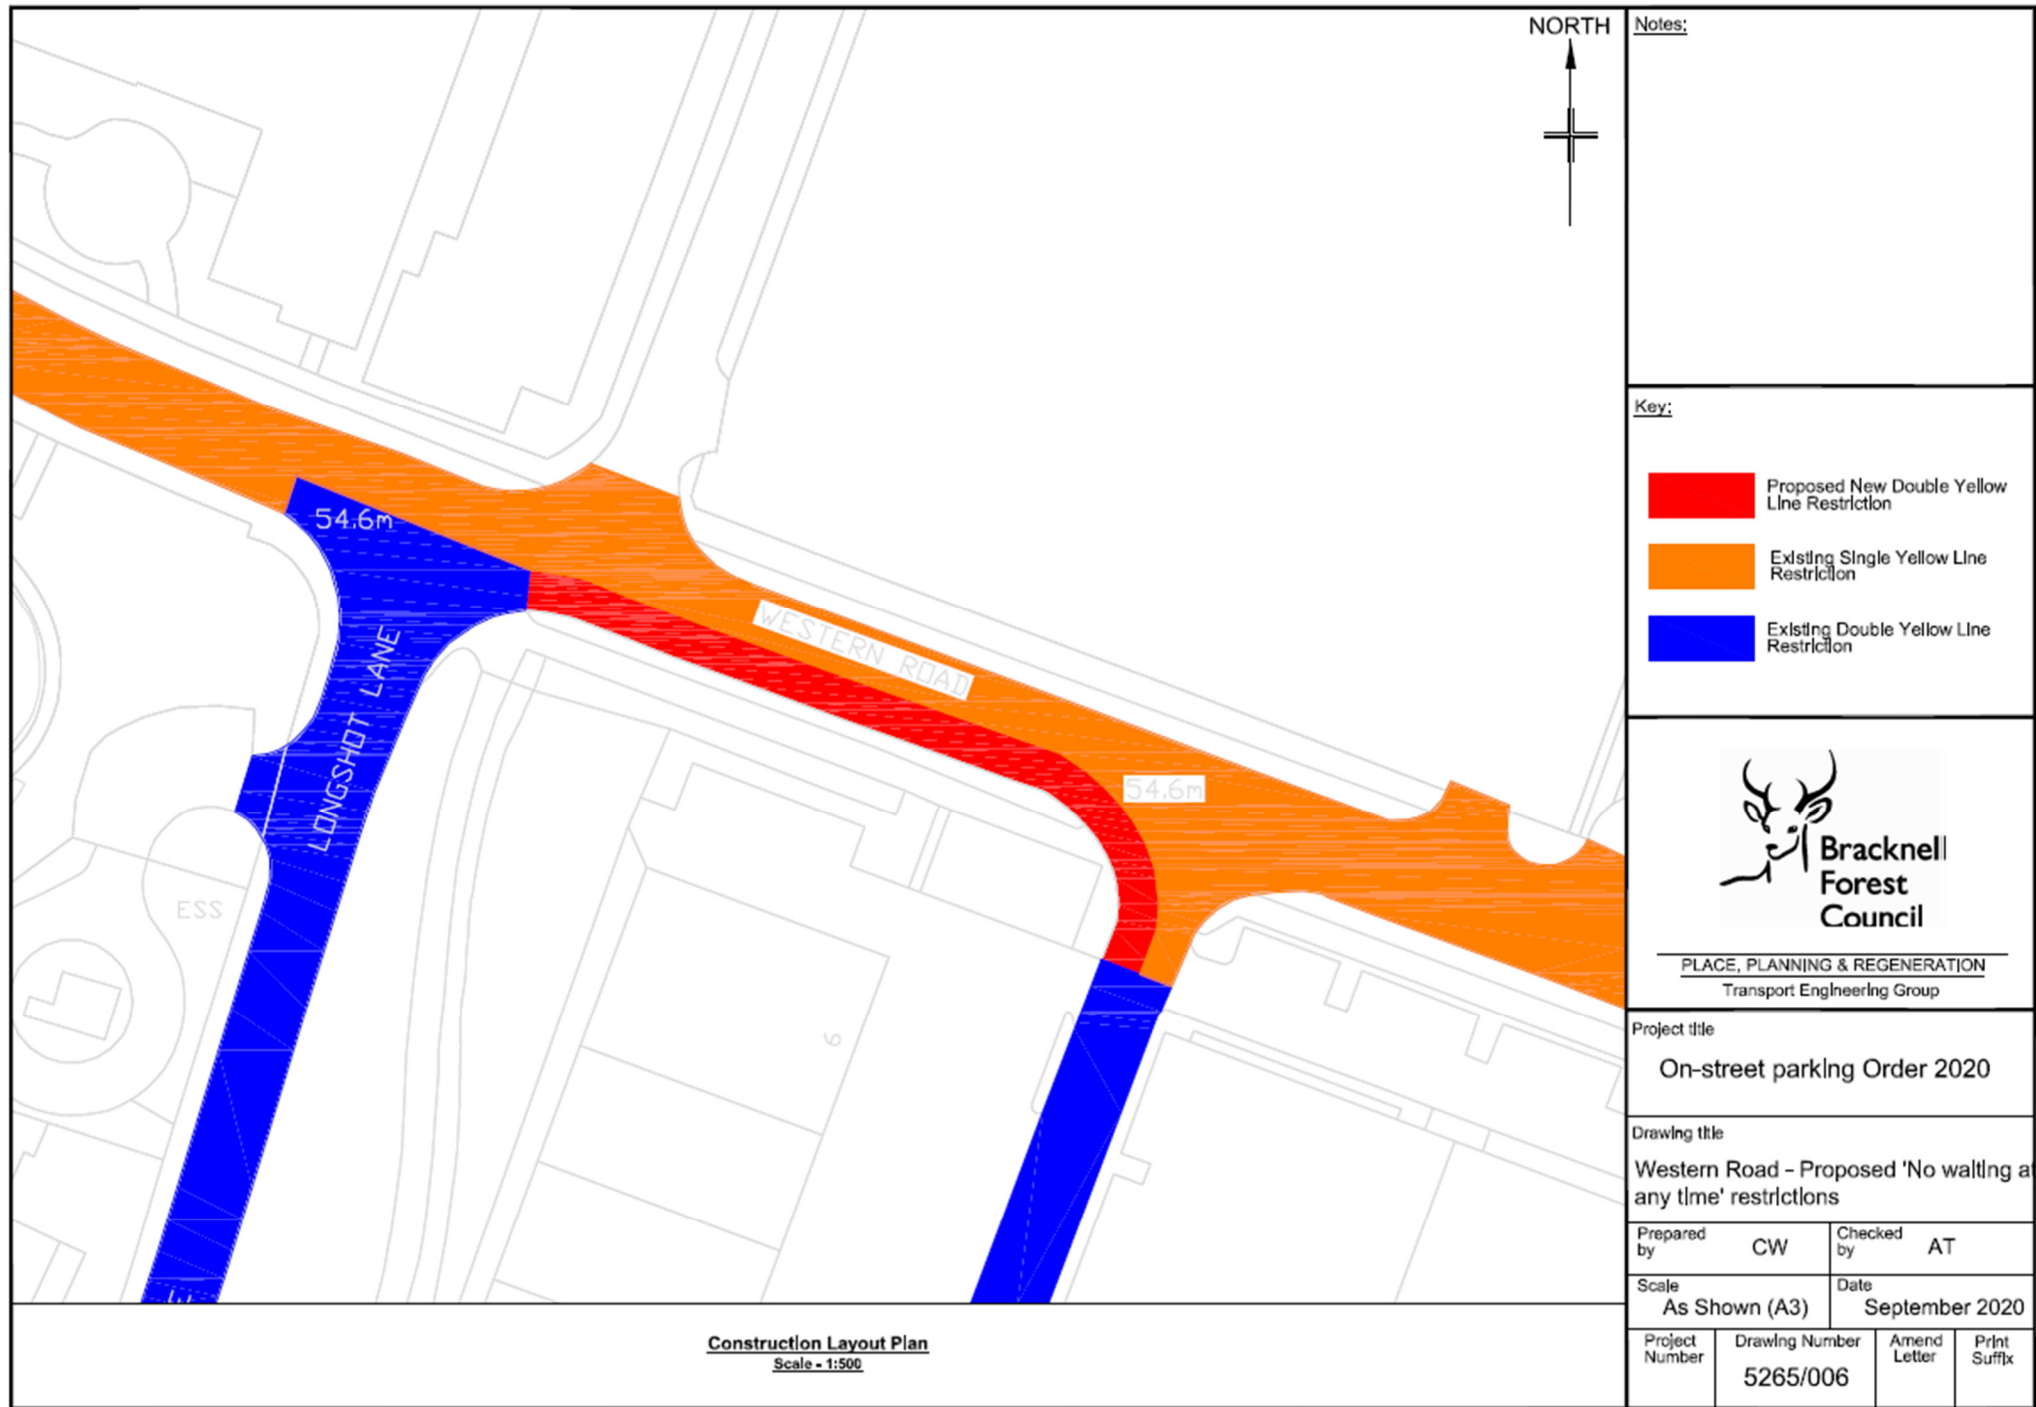 NORTH
54.6m
LONGSHOT LANE
WESTERN ROAD
54.6m
ESS
6
E
Construction Layout Plan
Scale - 1:500
Notes:
Key:
Proposed New Double Yellow
Line Restriction
Existing Single Yellow Line
Restriction
Existing Double Yellow Line
Restriction
Bracknell
Forest
Council
PLACE, PLANNING & REGENERATION
Transport Engineering Group
Project title
On-street parking Order 2020
Drawing title
Western Road - Proposed 'No waiting at
any time' restrictions
Prepared
by
CW
Checked
by
AT
Scale
As Shown (A3)
Date
September 2020
Project
Number
Drawing Number
5265/006
Amend
Letter
Print
Suffix